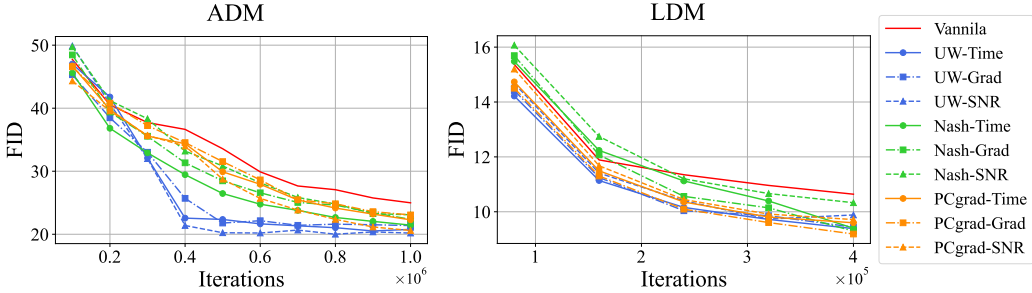 ADM
FID
50
40
30
20
0.2
0.4
0.6
0.8
1.0
×10⁶
Iterations
LDM
FID
16
14
12
10
1
2
3
4
×10⁵
Iterations
Vannila
UW-Time
UW-Grad
UW-SNR
Nash-Time
Nash-Grad
Nash-SNR
PCgrad-Time
PCgrad-Grad
PCgrad-SNR